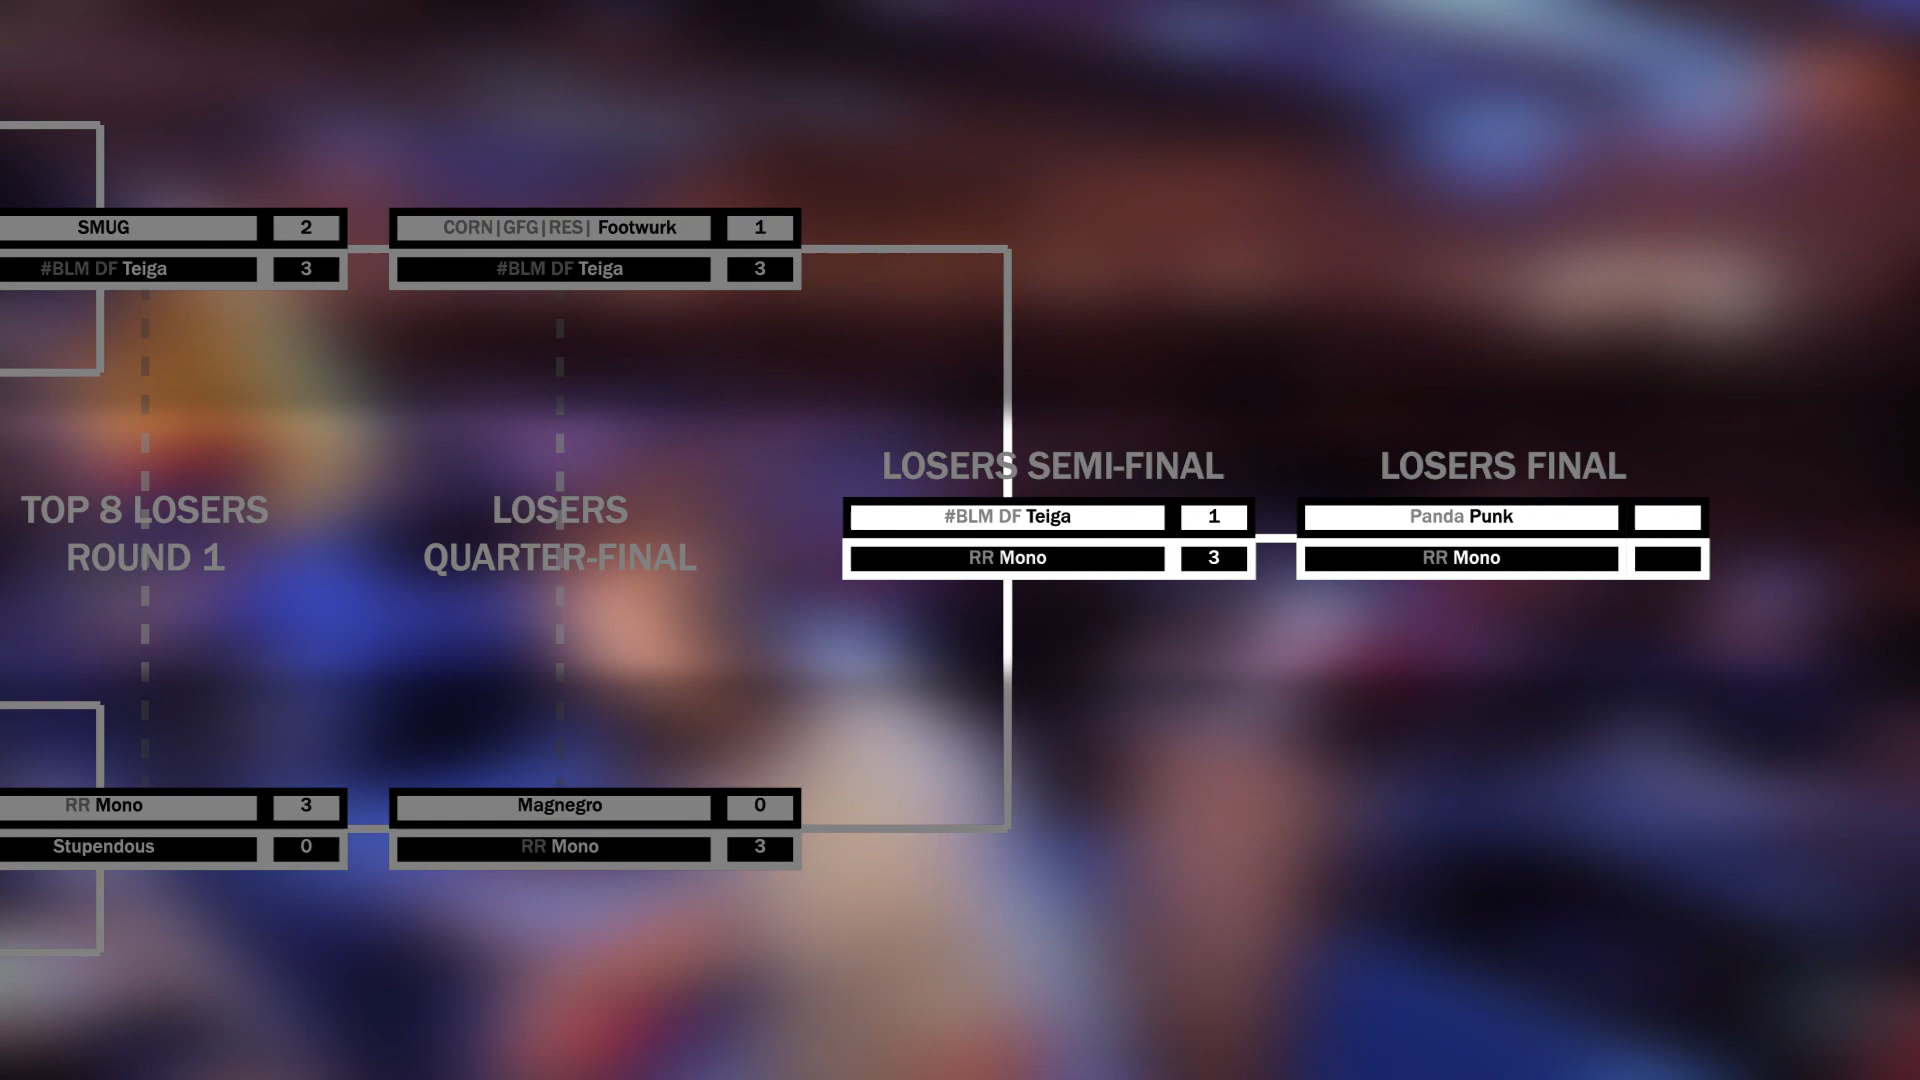 SMUG 2
#BLM DF Teiga 3
CORN|GFG|RES| Footwurk 1
#BLM DF Teiga 3
TOP 8 LOSERS
ROUND 1
LOSERS
QUARTER-FINAL
LOSERS SEMI-FINAL
#BLM DF Teiga 1
RR Mono 3
LOSERS FINAL
Panda Punk
RR Mono
RR Mono 3
Stupendous 0
Magnegro 0
RR Mono 3